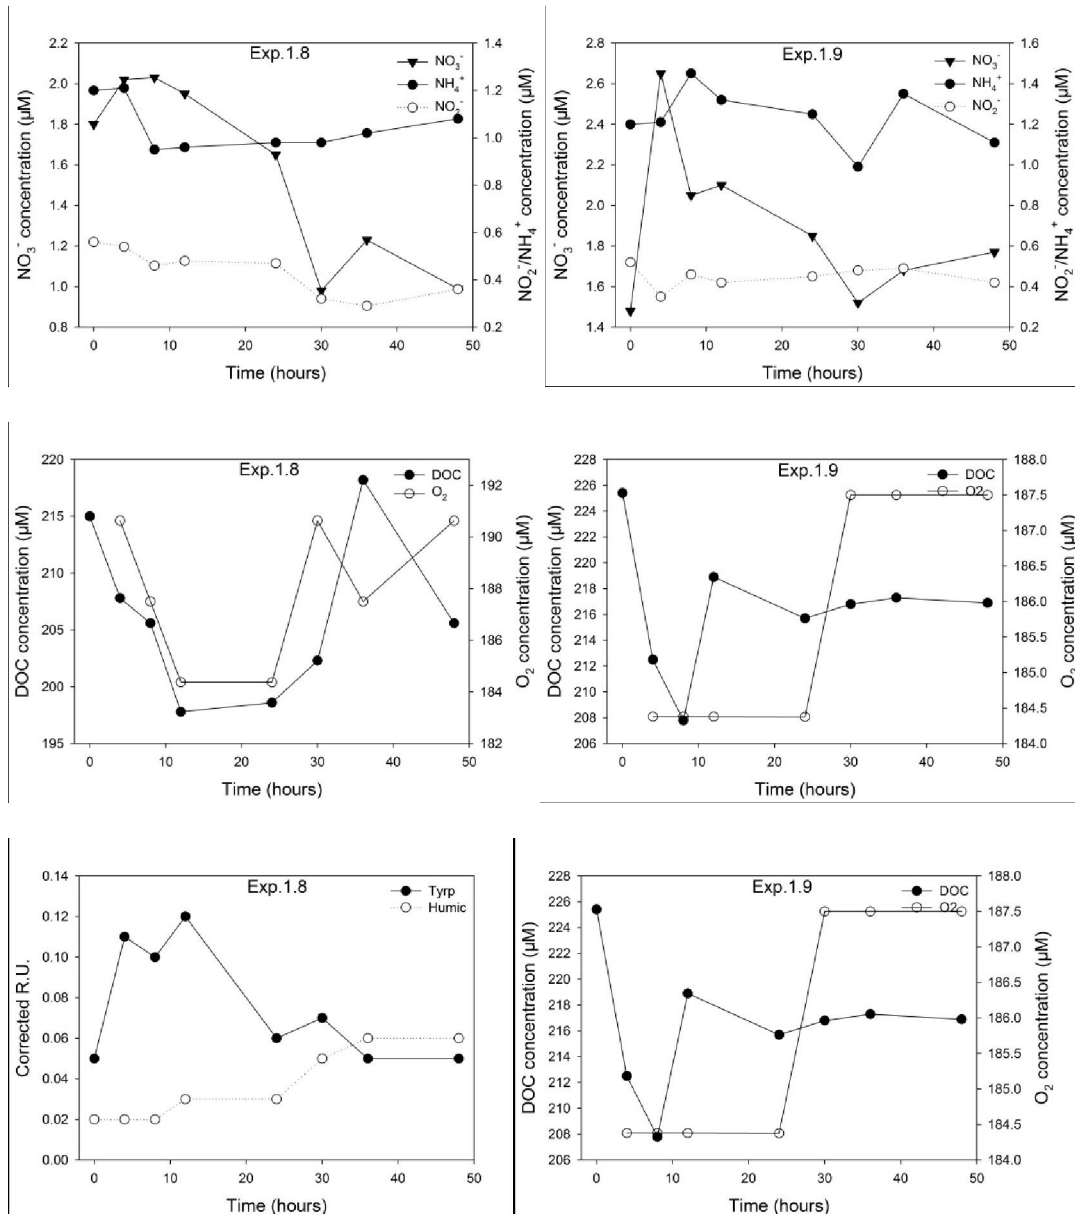 Exp.1.8
NO₃⁻
NH₄⁺
NO₂⁻
NO₃⁻ concentration (µM)
2.2
2.0
1.8
1.6
1.4
1.2
1.0
0.8
1.4
1.2
1.0
0.8
0.6
0.4
0.2
NO₂⁻/NH₄⁺ concentration (µM)
0 10 20 30 40 50
Time (hours)
Exp.1.9
NO₃⁻
NH₄⁺
NO₂⁻
NO₃⁻ concentration (µM)
2.8
2.6
2.4
2.2
2.0
1.8
1.6
1.4
1.6
1.4
1.2
1.0
0.8
0.6
0.4
0.2
NO₂⁻/NH₄⁺ concentration (µM)
0 10 20 30 40 50
Time (hours)
Exp.1.8
DOC
O₂
DOC concentration (µM)
220
215
210
205
200
195
192
190
188
186
184
182
O₂ concentration (µM)
0 10 20 30 40 50
Time (hours)
Exp.1.9
DOC
O2
DOC concentration (µM)
228
226
224
222
220
218
216
214
212
210
208
206
188.0
187.5
187.0
186.5
186.0
185.5
185.0
184.5
184.0
O₂ concentration (µM)
0 10 20 30 40 50
Time (hours)
Exp.1.8
Tyrp
Humic
Corrected R.U.
0.14
0.12
0.10
0.08
0.06
0.04
0.02
0.00
0 10 20 30 40 50
Time (hours)
Exp.1.9
DOC
O2
DOC concentration (µM)
228
226
224
222
220
218
216
214
212
210
208
206
188.0
187.5
187.0
186.5
186.0
185.5
185.0
184.5
184.0
O₂ concentration (µM)
0 10 20 30 40 50
Time (hours)